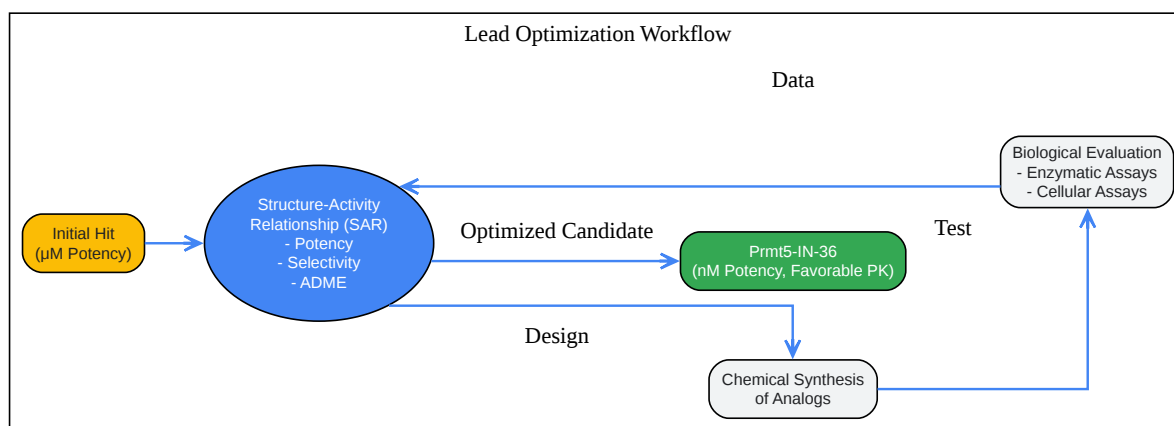 Lead Optimization Workflow
Data
Biological Evaluation
- Enzymatic Assays
- Cellular Assays
Structure-Activity
Relationship (SAR)
- Potency
- Selectivity
- ADME
Initial Hit
(μM Potency)
Optimized Candidate
Test
Prmt5-IN-36
(nM Potency, Favorable PK)
Design
Chemical Synthesis
of Analogs